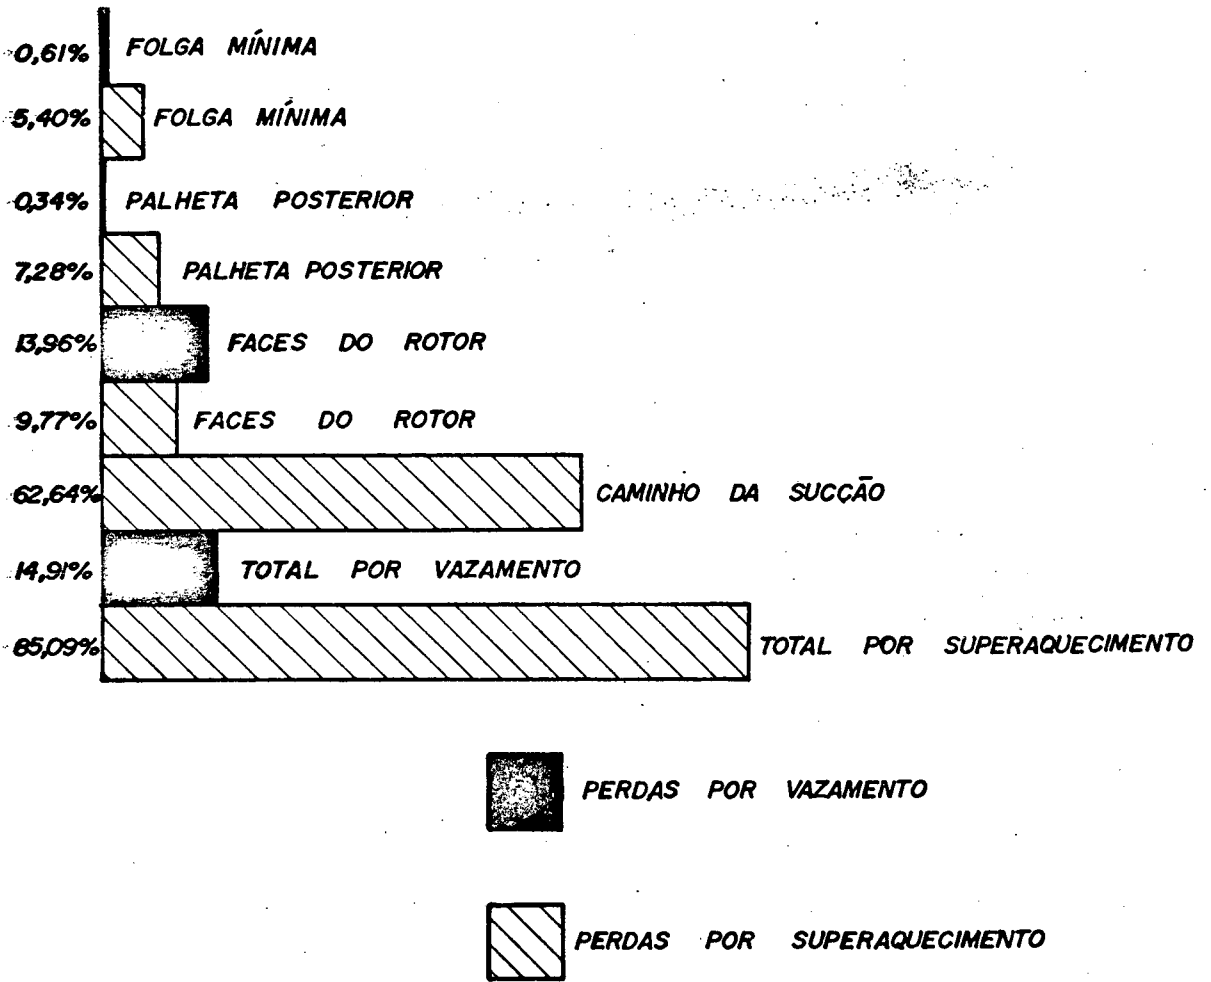 0,61% FOLGA MÍNIMA
5,40% FOLGA MÍNIMA
0,34% PALHETA POSTERIOR
7,28% PALHETA POSTERIOR
13,96% FACES DO ROTOR
9,77% FACES DO ROTOR
62,64% CAMINHO DA SUCÇÃO
14,91% TOTAL POR VAZAMENTO
85,09% TOTAL POR SUPERAQUECIMENTO
PERDAS POR VAZAMENTO
PERDAS POR SUPERAQUECIMENTO